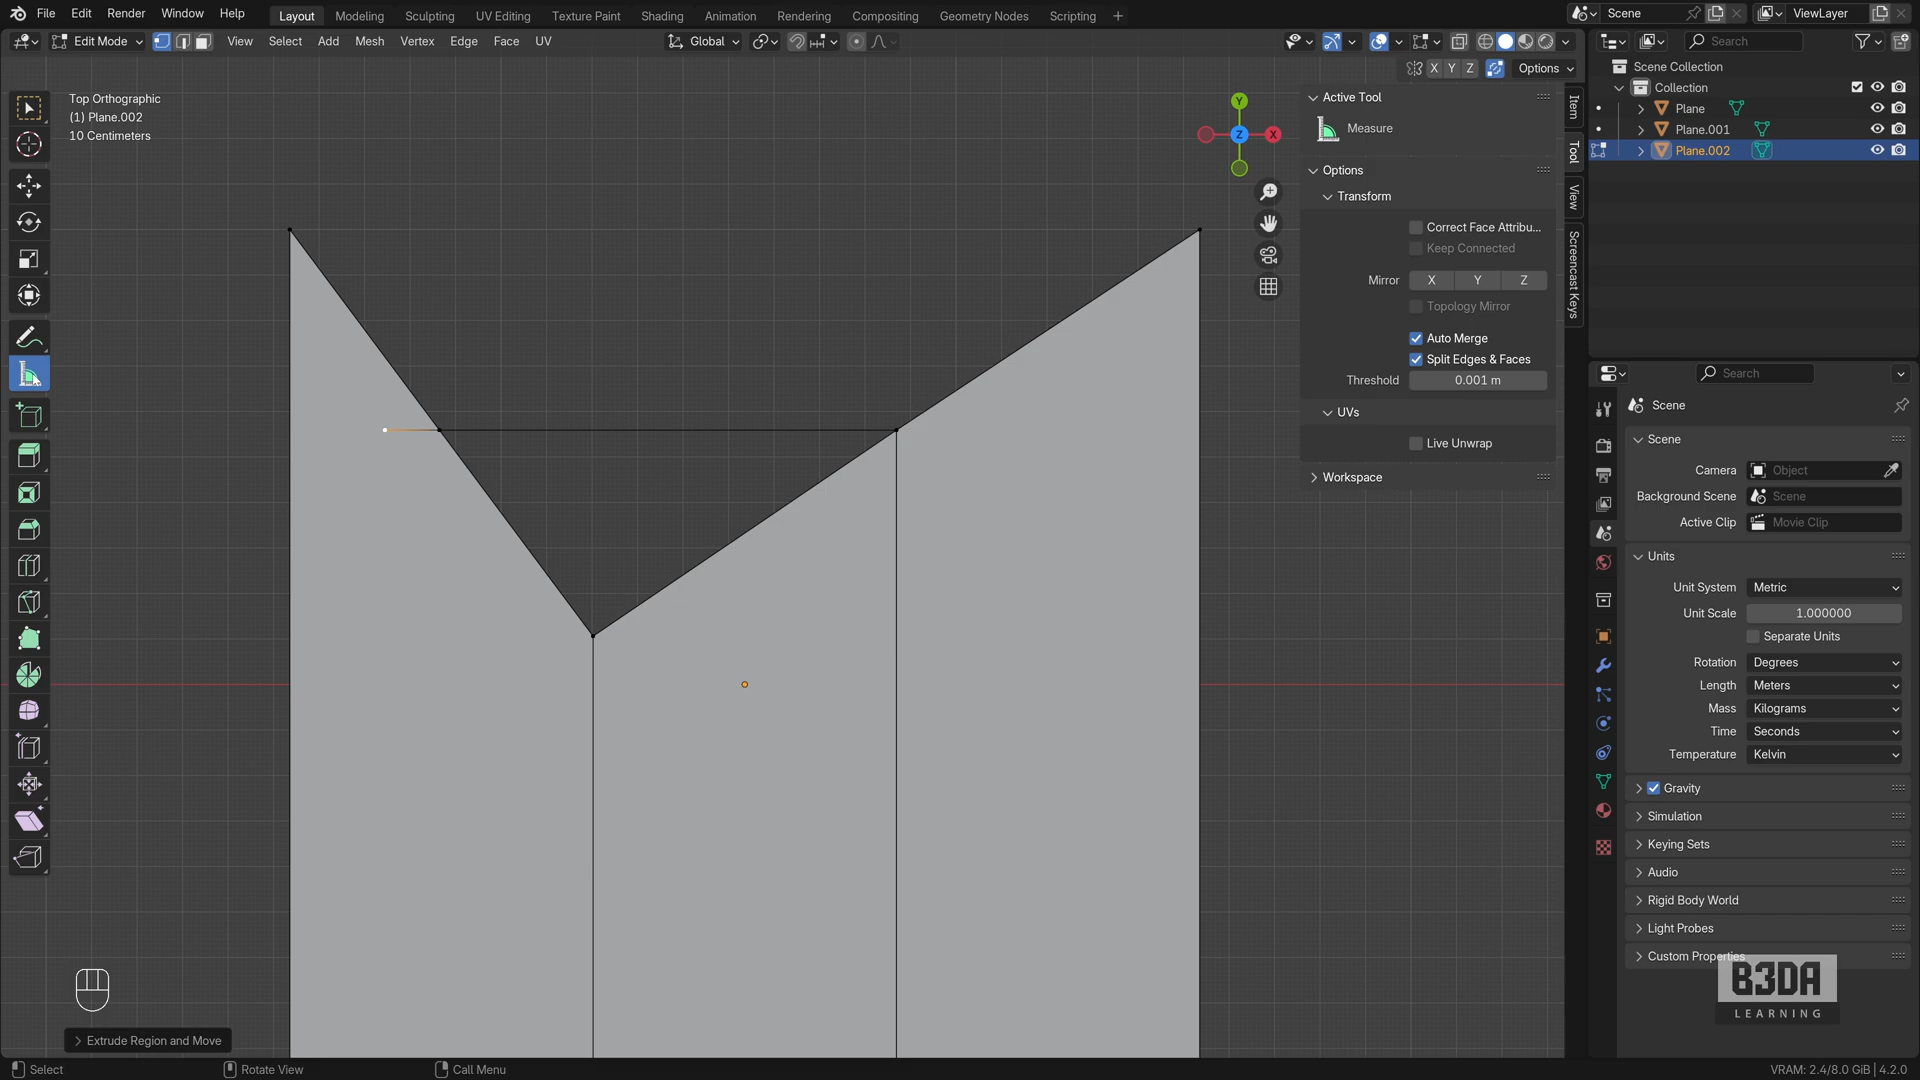 File Edit Render Window Help Layout Modeling Sculpting UV Editing Texture Paint Shading Animation Rendering Compositing Geometry Nodes Scripting + Scene ViewLayer
Edit Mode View Select Add Mesh Vertex Edge Face UV Global Search
X Y Z Options
Top Orthographic
(1) Plane.002
10 Centimeters
Y
Z
X
Active Tool
Measure
Options
Transform
Correct Face Attribu...
Keep Connected
Mirror X Y Z
Topology Mirror
Auto Merge
Split Edges & Faces
Threshold 0.001 m
UVs
Live Unwrap
Workspace
Item
Tool
View
Screencast Keys
Scene Collection
Collection
Plane
Plane.001
Plane.002
Search
Scene
Scene
Camera Object
Background Scene Scene
Active Clip Movie Clip
Units
Unit System Metric
Unit Scale 1.000000
Separate Units
Rotation Degrees
Length Meters
Mass Kilograms
Time Seconds
Temperature Kelvin
Gravity
Simulation
Keying Sets
Audio
Rigid Body World
Light Probes
Custom Properties
B3DA
LEARNING
Extrude Region and Move
Select Rotate View Call Menu VRAM: 2.4/8.0 GiB | 4.2.0